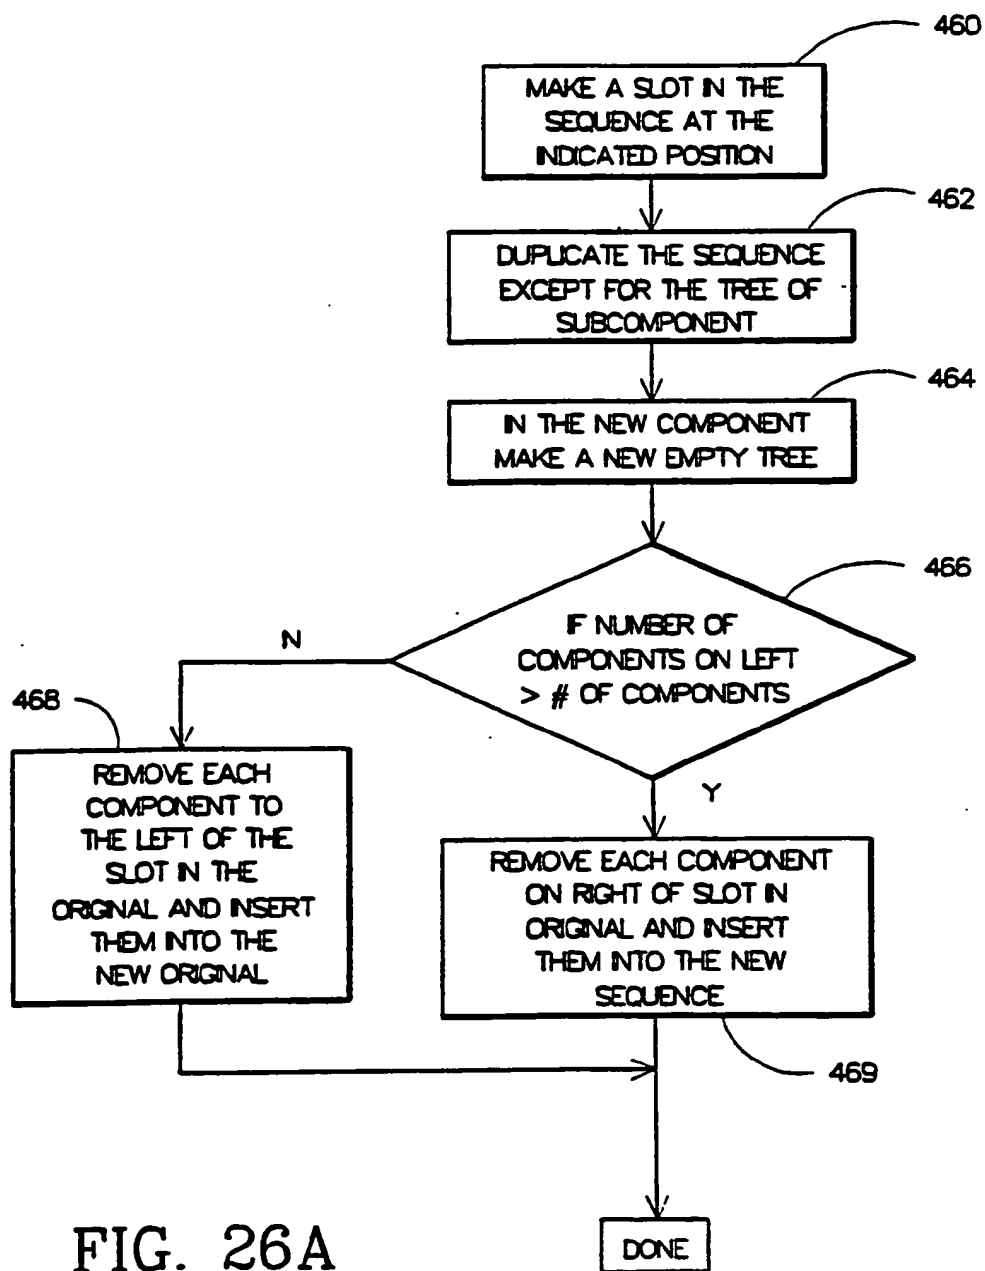 460
MAKE A SLOT IN THE
SEQUENCE AT THE
INDICATED POSITION
462
DUPLICATE THE SEQUENCE
EXCEPT FOR THE TREE OF
SUBCOMPONENT
464
IN THE NEW COMPONENT
MAKE A NEW EMPTY TREE
466
IF NUMBER OF
COMPONENTS ON LEFT
> # OF COMPONENTS
N
Y
468
REMOVE EACH
COMPONENT TO
THE LEFT OF THE
SLOT IN THE
ORIGINAL AND INSERT
THEM INTO THE
NEW ORIGINAL
REMOVE EACH COMPONENT
ON RIGHT OF SLOT IN
ORIGINAL AND INSERT
THEM INTO THE NEW
SEQUENCE
469
DONE
FIG. 26A